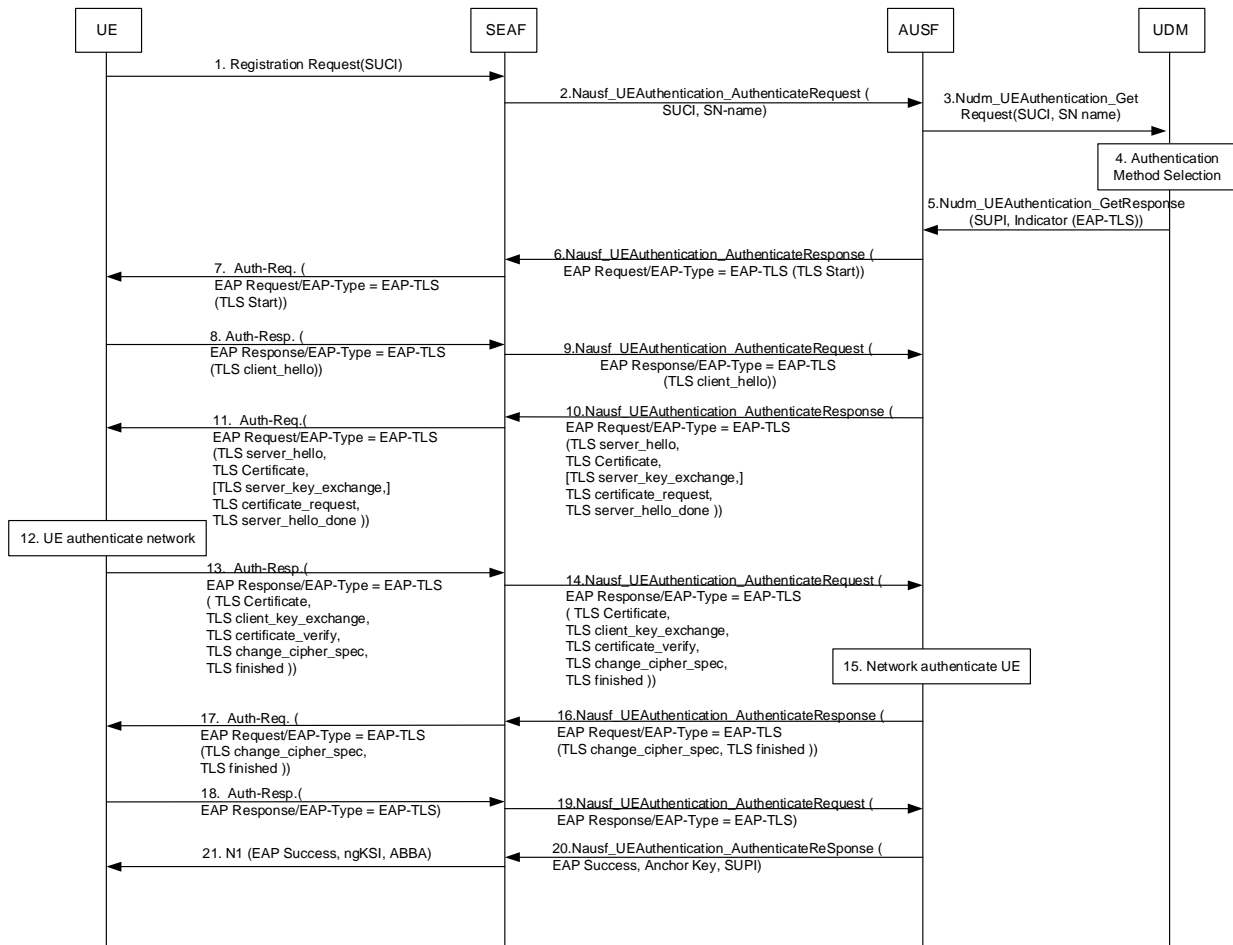 UE
SEAF
AUSF
UDM
1. Registration Request(SUCI)
2.Nausf_UEAuthentication_AuthenticateRequest (
SUCI, SN-name)
3.Nudm_UEAuthentication_Get
Request(SUCI, SN name)
4. Authentication
Method Selection
5.Nudm_UEAuthentication_GetResponse
(SUPI, Indicator (EAP-TLS))
6.Nausf_UEAuthentication_AuthenticateResponse (
EAP Request/EAP-Type = EAP-TLS (TLS Start))
7. Auth-Req. (
EAP Request/EAP-Type = EAP-TLS
(TLS Start))
8. Auth-Resp. (
EAP Response/EAP-Type = EAP-TLS
(TLS client_hello))
9.Nausf_UEAuthentication_AuthenticateRequest (
EAP Response/EAP-Type = EAP-TLS
(TLS client_hello))
10.Nausf_UEAuthentication_AuthenticateResponse (
EAP Request/EAP-Type = EAP-TLS
(TLS server_hello,
TLS Certificate,
[TLS server_key_exchange,]
TLS certificate_request,
TLS server_hello_done ))
11. Auth-Req.(
EAP Request/EAP-Type = EAP-TLS
(TLS server_hello,
TLS Certificate,
[TLS server_key_exchange,]
TLS certificate_request,
TLS server_hello_done ))
12. UE authenticate network
13. Auth-Resp.(
EAP Response/EAP-Type = EAP-TLS
( TLS Certificate,
TLS client_key_exchange,
TLS certificate_verify,
TLS change_cipher_spec,
TLS finished ))
14.Nausf_UEAuthentication_AuthenticateRequest (
EAP Response/EAP-Type = EAP-TLS
( TLS Certificate,
TLS client_key_exchange,
TLS certificate_verify,
TLS change_cipher_spec,
TLS finished ))
15. Network authenticate UE
16.Nausf_UEAuthentication_AuthenticateResponse (
EAP Request/EAP-Type = EAP-TLS
(TLS change_cipher_spec, TLS finished ))
17. Auth-Req. (
EAP Request/EAP-Type = EAP-TLS
(TLS change_cipher_spec,
TLS finished ))
18. Auth-Resp.(
EAP Response/EAP-Type = EAP-TLS)
19.Nausf_UEAuthentication_AuthenticateRequest (
EAP Response/EAP-Type = EAP-TLS)
20.Nausf_UEAuthentication_AuthenticateReSponse (
EAP Success, Anchor Key, SUPI)
21. N1 (EAP Success, ngKSI, ABBA)